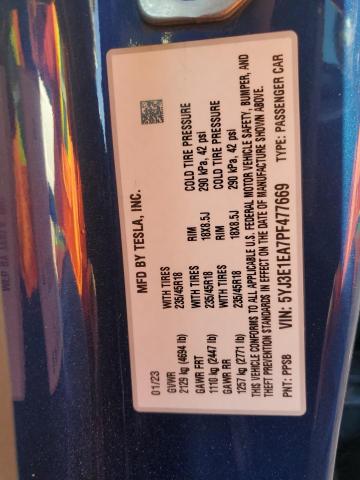 MFD BY TESLA, INC.
01/23
GVWR WITH TIRES RIM COLD TIRE PRESSURE
2129 kg (4694 lb) 235/45R18 18X8.5J 290 kPa, 42 psi
GAWR FRT WITH TIRES RIM COLD TIRE PRESSURE
1110 kg (2447 lb) 235/45R18 18X8.5J 290 kPa, 42 psi
GAWR RR WITH TIRES
1257 kg (2771 lb) 235/45R18
THIS VEHICLE CONFORMS TO ALL APPLICABLE U.S. FEDERAL MOTOR VEHICLE SAFETY, BUMPER, AND
THEFT PREVENTION STANDARDS IN EFFECT ON THE DATE OF MANUFACTURE SHOWN ABOVE.
VIN: 5YJ3E1EA7PF477669
PNT: PPSB TYPE: PASSENGER CAR